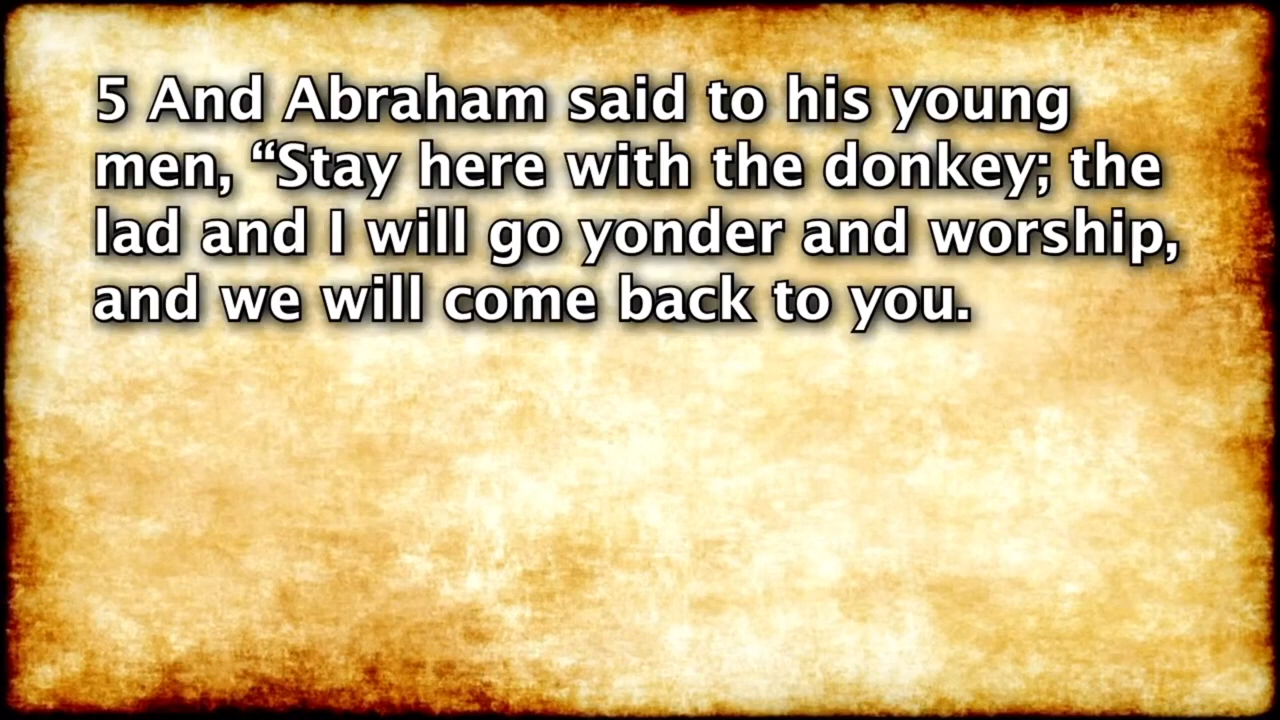 5 And Abraham said to his young
men, “Stay here with the donkey; the
lad and I will go yonder and worship,
and we will come back to you.